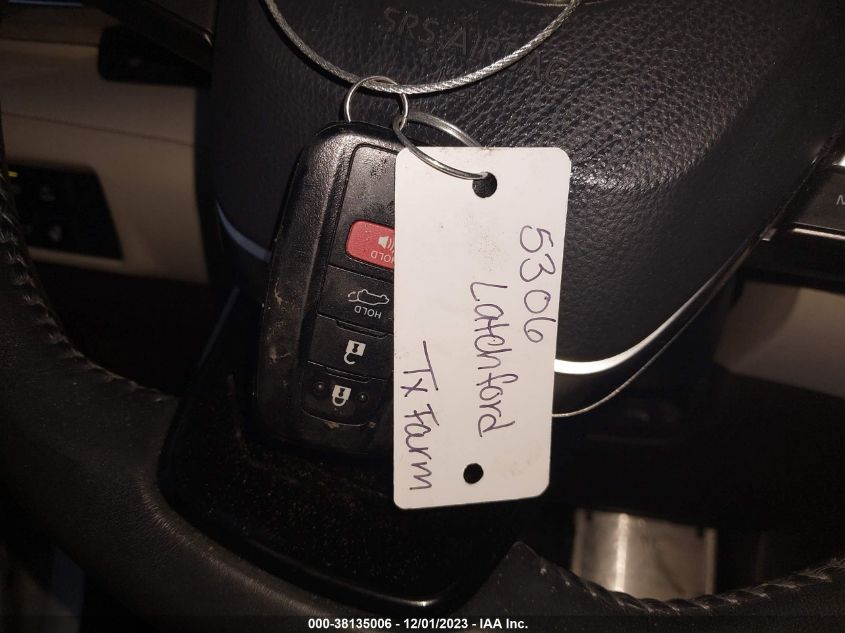 SRS AIRBAG
HOLD
HOLD
5306
Latchford
Tx Farm
000-38135006 - 12/01/2023 - IAA Inc.